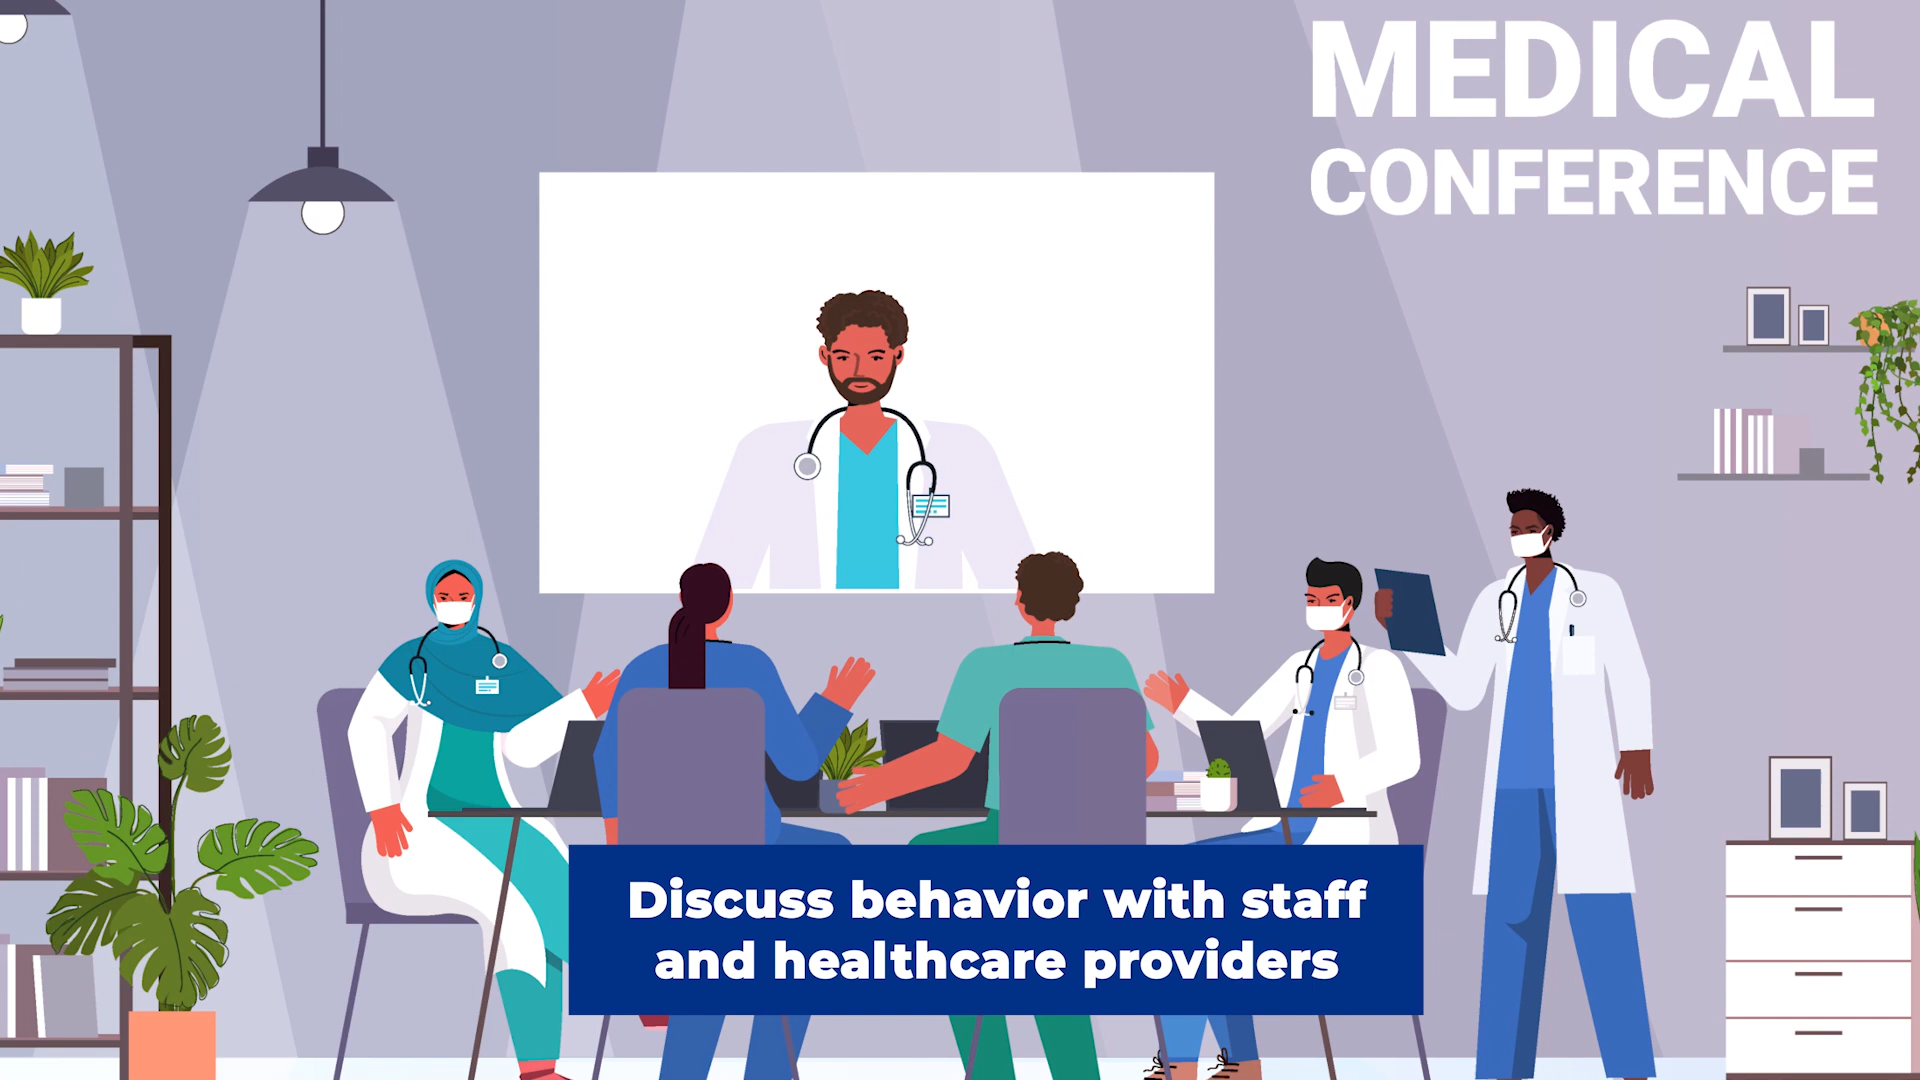 MEDICAL
CONFERENCE
Discuss behavior with staff
and healthcare providers